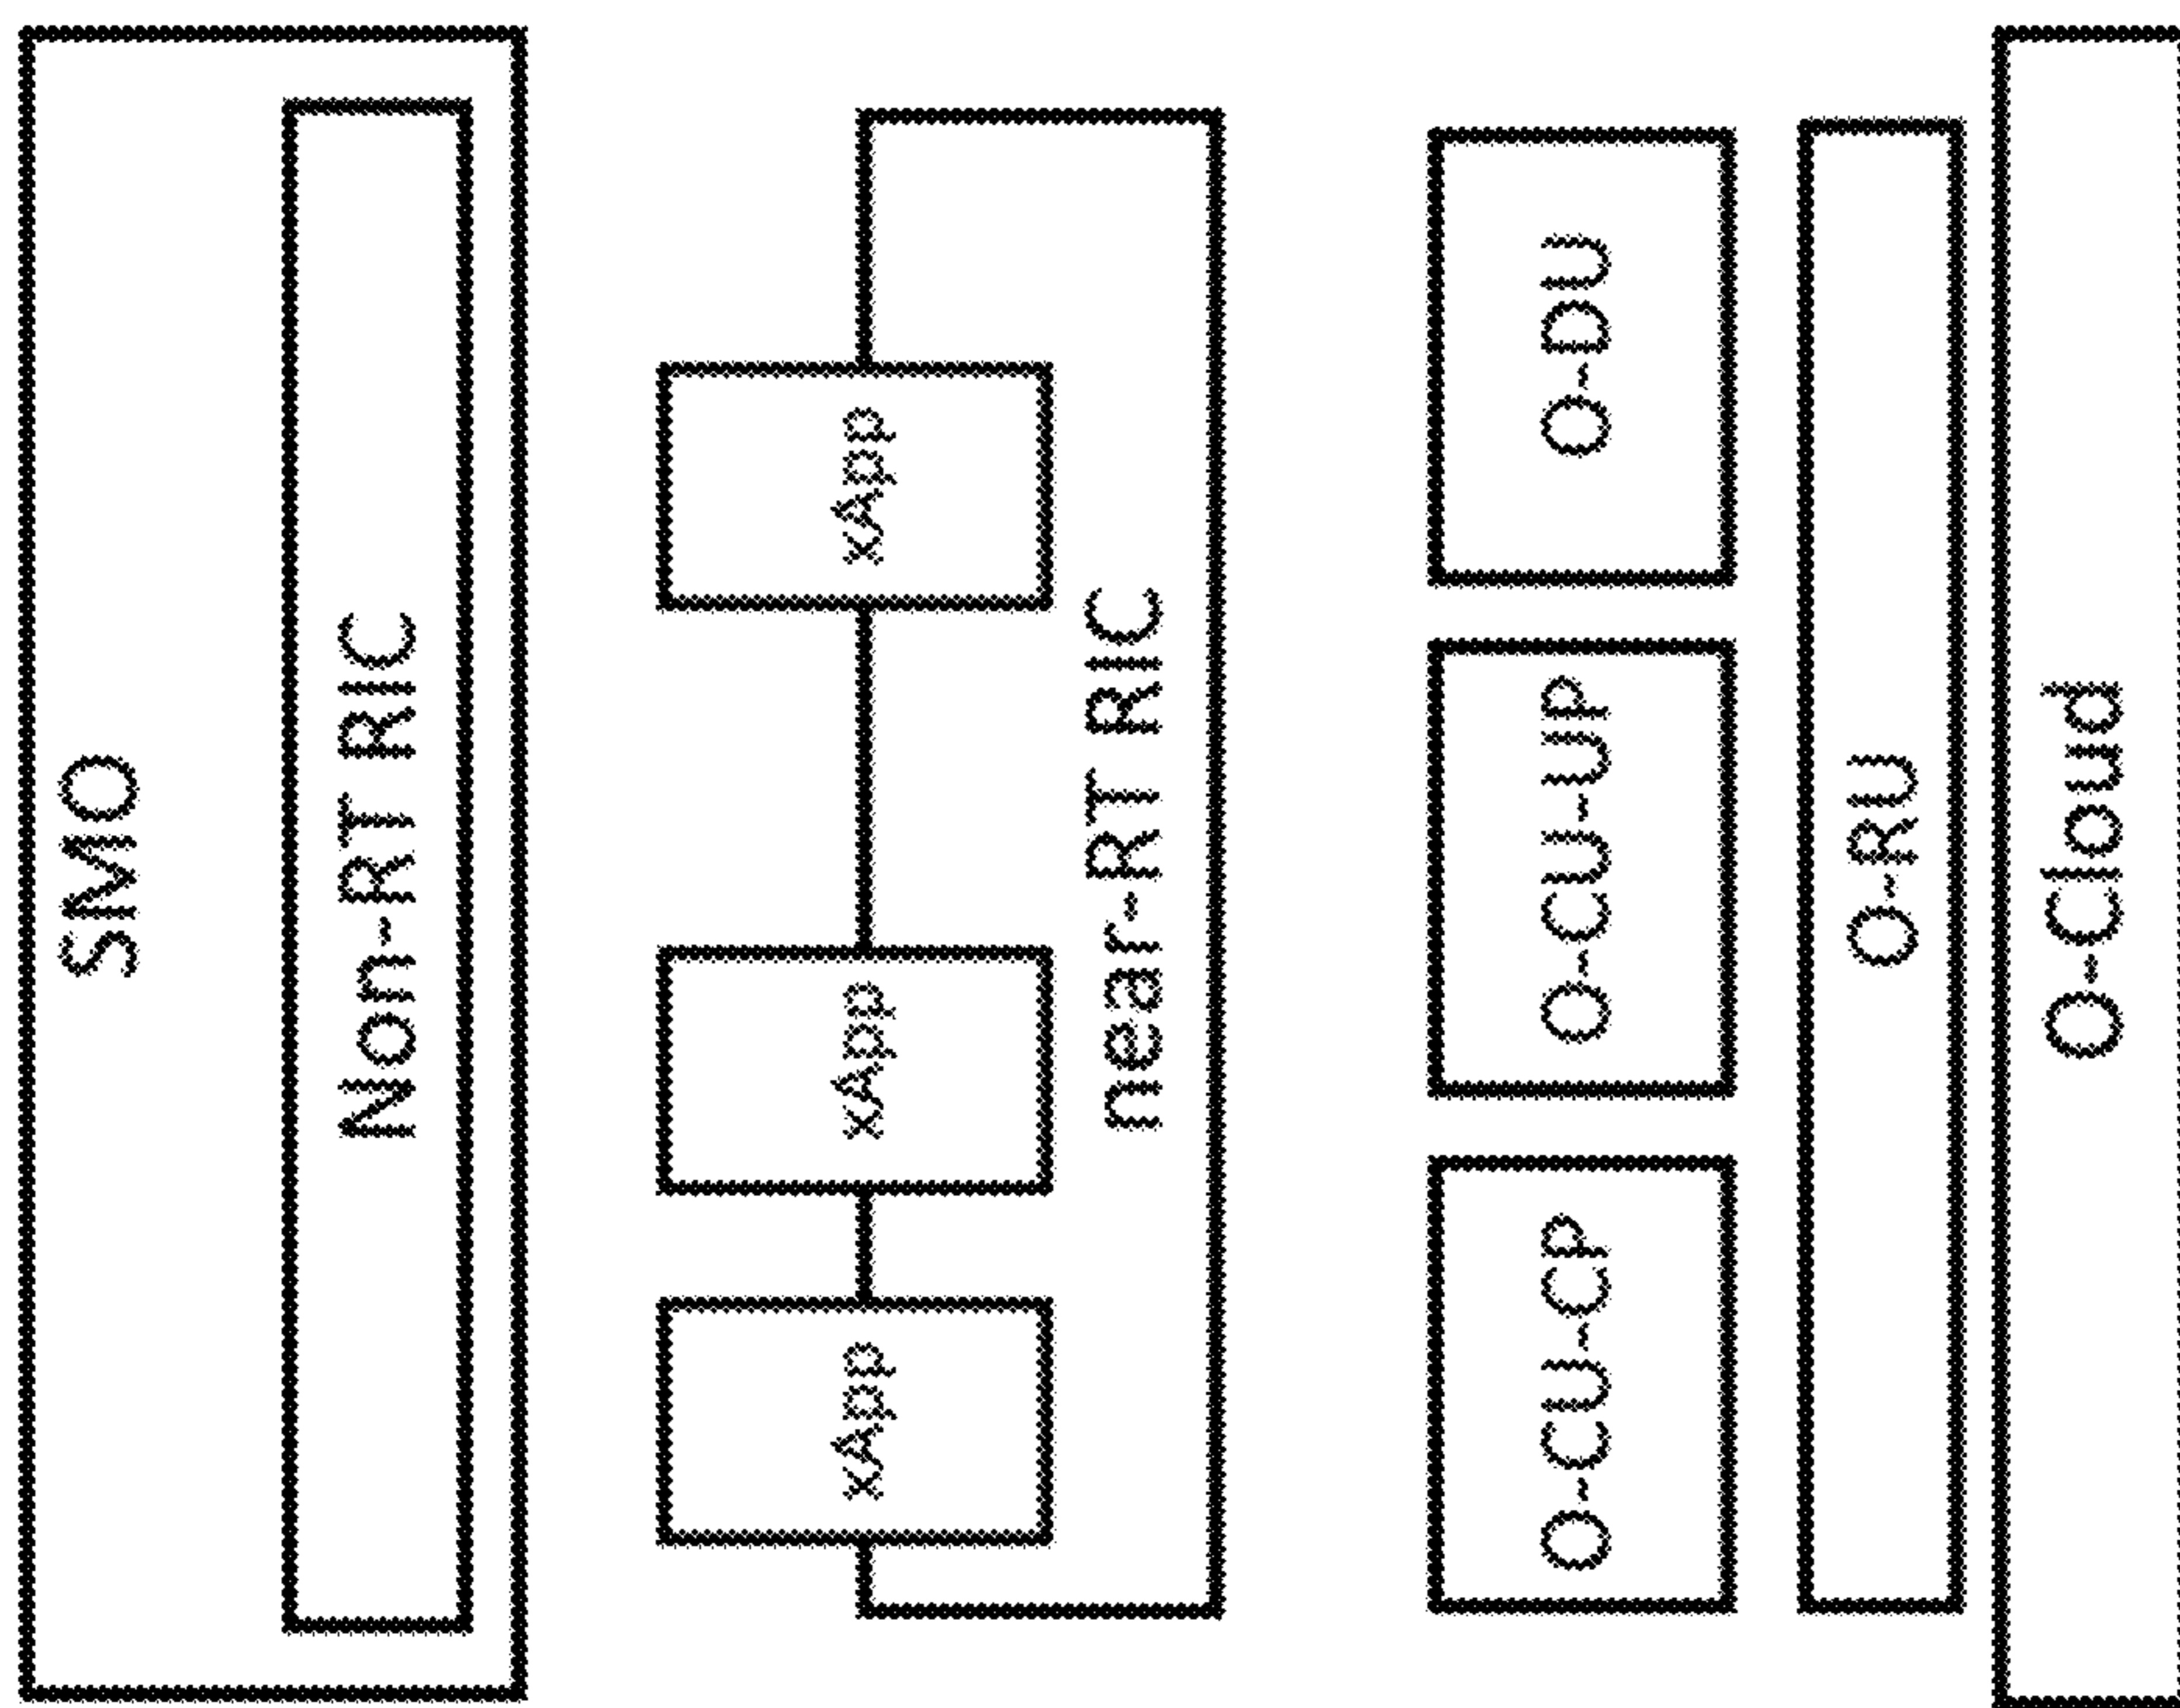 SMO
Non-RT RIC
xApp
xApp
xApp
near-RT RIC
O-CU-CP
O-CU-UP
O-DU
O-RU
O-Cloud